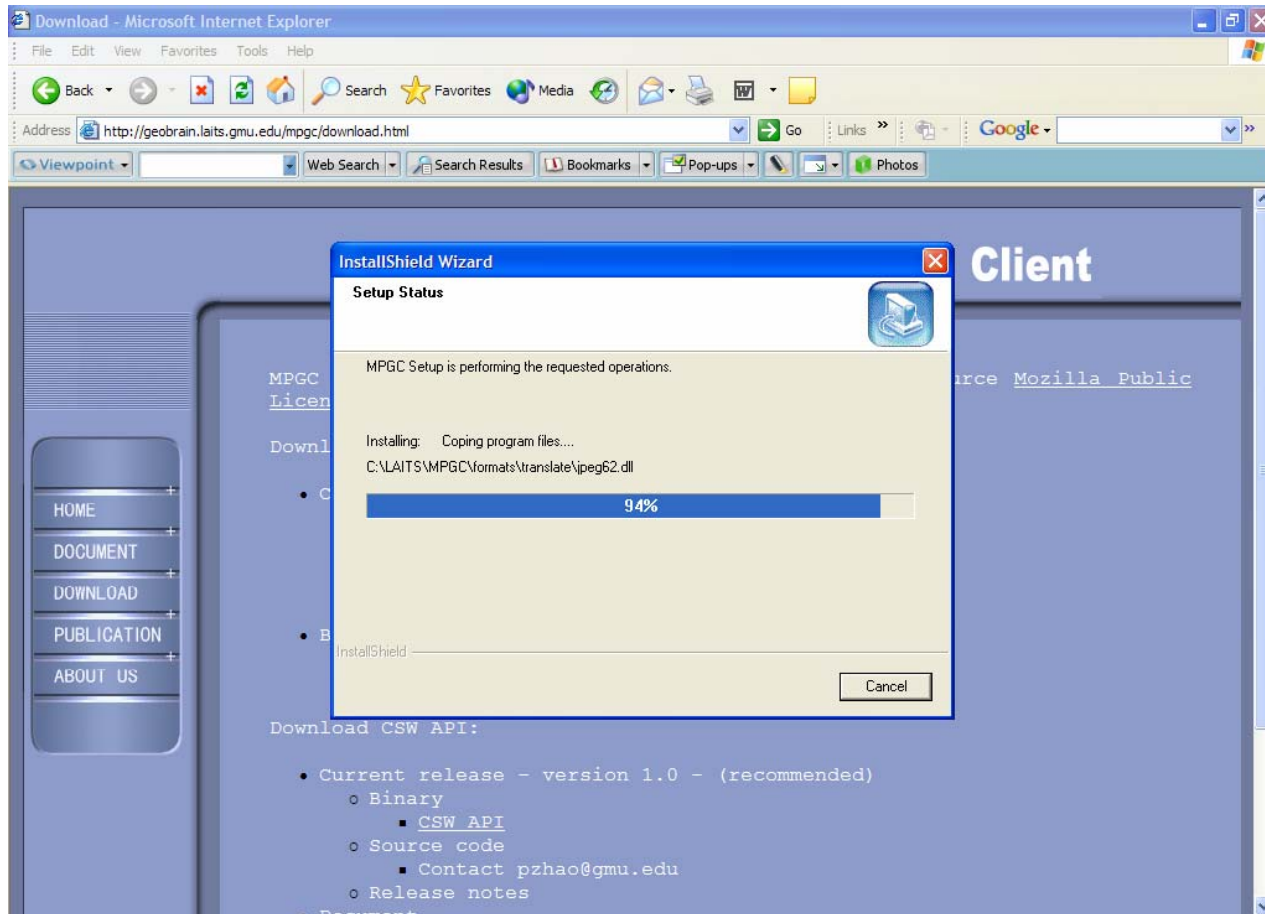 Download - Microsoft Internet Explorer
File Edit View Favorites Tools Help
Back Search Favorites Media
Address http://geobrain.laits.gmu.edu/mpgc/download.html Go Links » Google »
Viewpoint Web Search Search Results Bookmarks Pop-ups Photos
Client
InstallShield Wizard
Setup Status
MPGC Setup is performing the requested operations.
Installing: Coping program files....
C:\LAITS\MPGC\formats\translate\jpeg62.dll
94%
InstallShield
Cancel
MPGC Mozilla Public
HOME
DOCUMENT
DOWNLOAD
PUBLICATION
ABOUT US
Download CSW API:
Current release - version 1.0 - (recommended)
Binary
CSW API
Source code
Contact pzhao@gmu.edu
Release notes